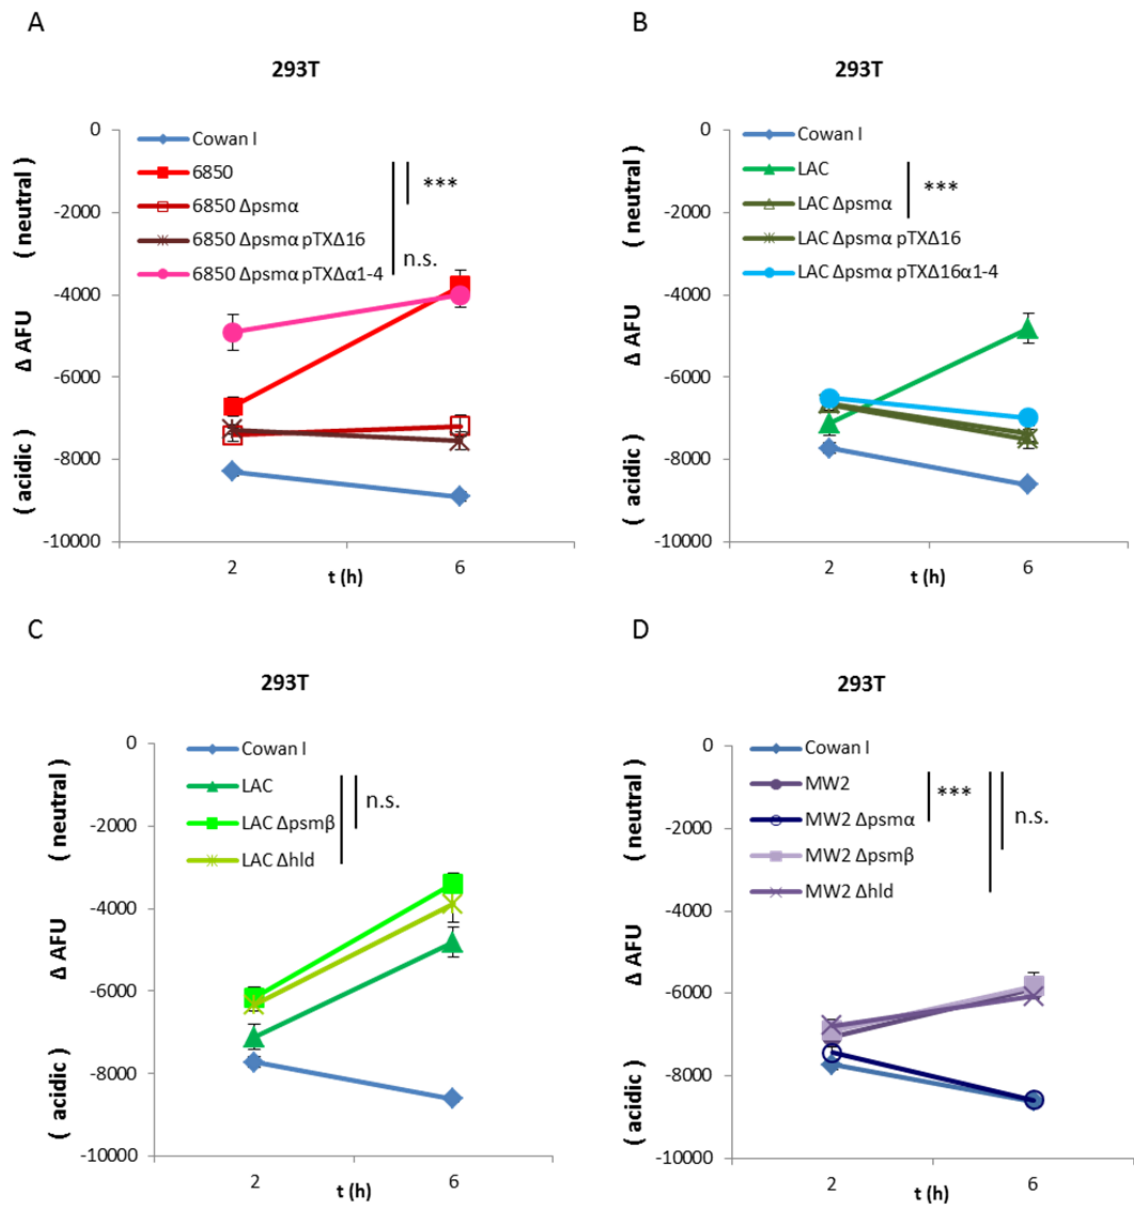 A
293T
0
-2000
-4000
-6000
-8000
-10000
( neutral )
Δ AFU
( acidic )
Cowan I
6850
6850 Δpsmα
6850 Δpsmα pTXΔ16
6850 Δpsmα pTXΔα1-4
***
n.s.
2
6
t (h)
B
293T
0
-2000
-4000
-6000
-8000
-10000
( neutral )
Δ AFU
( acidic )
Cowan I
LAC
LAC Δpsmα
LAC Δpsmα pTXΔ16
LAC Δpsmα pTXΔ16α1-4
***
2
6
t (h)
C
293T
0
-2000
-4000
-6000
-8000
-10000
( neutral )
Δ AFU
( acidic )
Cowan I
LAC
LAC Δpsmβ
LAC Δhld
n.s.
2
6
t (h)
D
293T
0
-2000
-4000
-6000
-8000
-10000
( neutral )
Δ AFU
( acidic )
Cowan I
MW2
MW2 Δpsmα
MW2 Δpsmβ
MW2 Δhld
***
n.s.
2
6
t (h)